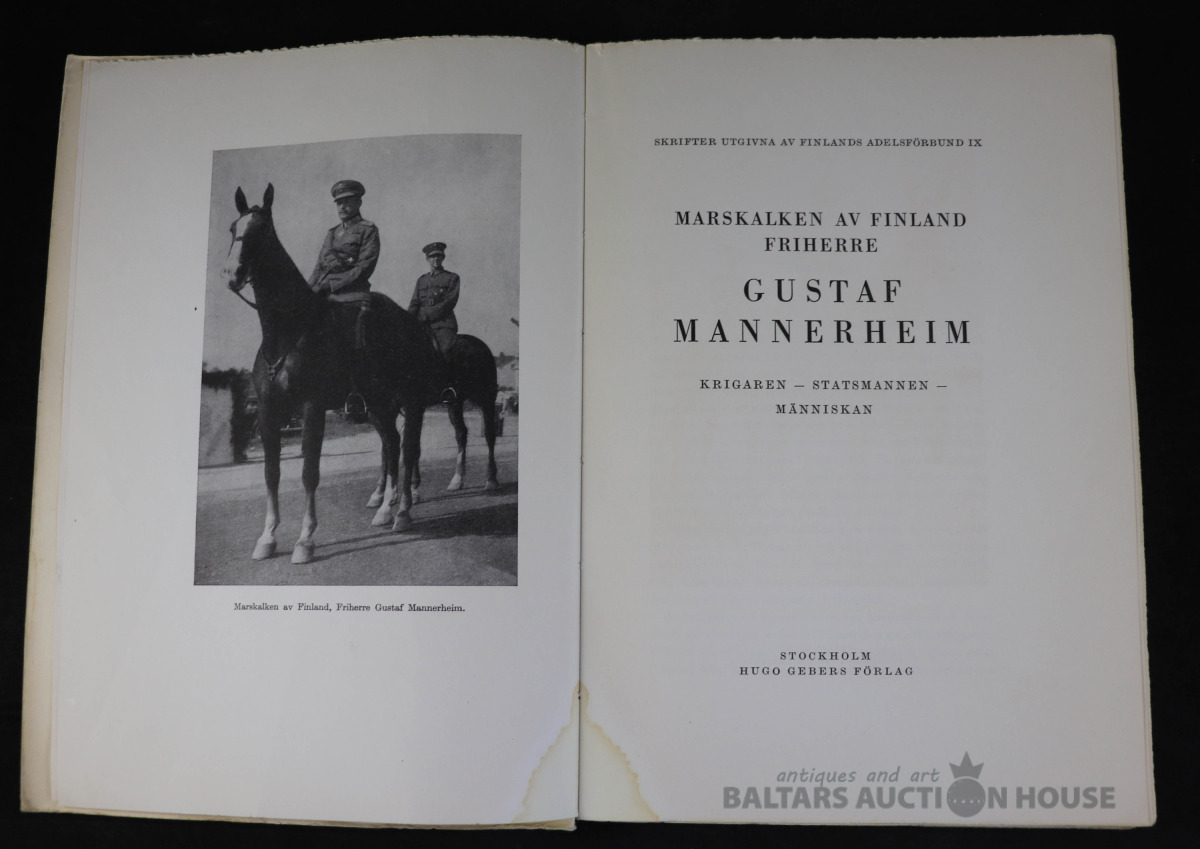 Marskalken av Finland, Friherre Gustaf Mannerheim.
SKRIFTER UTGIVNA AV FINLANDS ADELSFÖRBUND IX
MARSKALKEN AV FINLAND
FRIHERRE
GUSTAF
MANNERHEIM
KRIGAREN – STATSMANNEN –
MÄNNISKAN
STOCKHOLM
HUGO GEBERS FÖRLAG
antiques and art
BALTARS AUCTION HOUSE